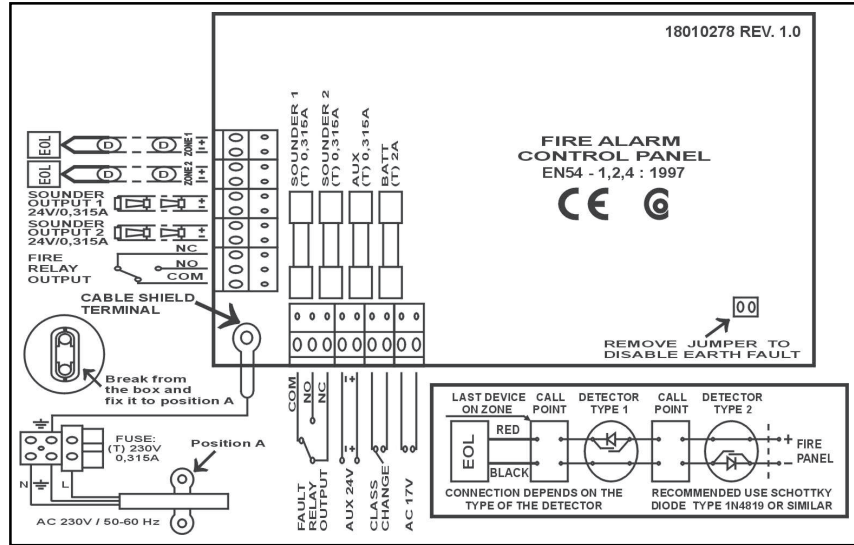 18010278 REV. 1.0
SOUNDER 1
(T) 0,315A
SOUNDER 2
(T) 0,315A
AUX
(T) 0,315A
BATT
(T) 2A
FIRE ALARM
CONTROL PANEL
EN54 - 1,2,4 : 1997
CE
EOL D D ZONE 1 + -
EOL D D ZONE 2 + -
SOUNDER
OUTPUT 1
24V/0,315A
+ -
SOUNDER
OUTPUT 2
24V/0,315A
+ -
FIRE
RELAY
OUTPUT
NC
NO
COM
CABLE SHIELD
TERMINAL
REMOVE JUMPER TO
DISABLE EARTH FAULT
Break from
the box and
fix it to position A
FUSE:
(T) 230V
0,315A
Position A
N
L
AC 230V / 50-60 Hz
COM
NO
NC
FAULT
RELAY
OUTPUT
- +
- +
AUX 24V
CLASS
CHANGE
AC 17V
LAST DEVICE
ON ZONE
CALL
POINT
DETECTOR
TYPE 1
CALL
POINT
DETECTOR
TYPE 2
EOL
RED
BLACK
+
-
FIRE
PANEL
CONNECTION DEPENDS ON THE
TYPE OF THE DETECTOR
RECOMMENDED USE SCHOTTKY
DIODE TYPE 1N4819 OR SIMILAR